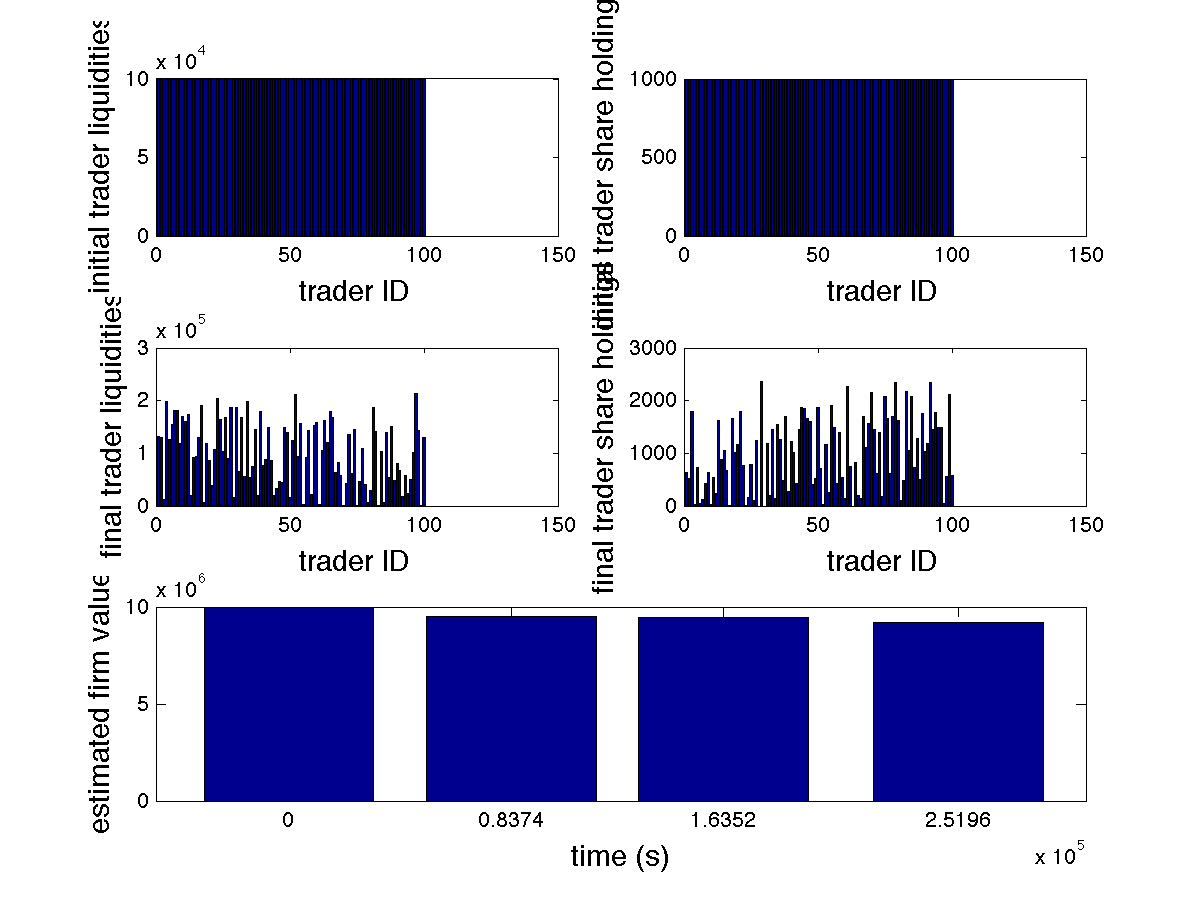 x 10^4
10
5
0
0 50 100 150
initial trader liquidities
trader ID
1000
500
0
0 50 100 150
trader share holding
trader ID
x 10^5
3
2
1
0
0 50 100 150
final trader liquidities
trader ID
3000
2000
1000
0
0 50 100 150
final trader share holdings
trader ID
x 10^6
10
5
0
estimated firm value
0 0.8374 1.6352 2.5196
time (s)
x 10^5